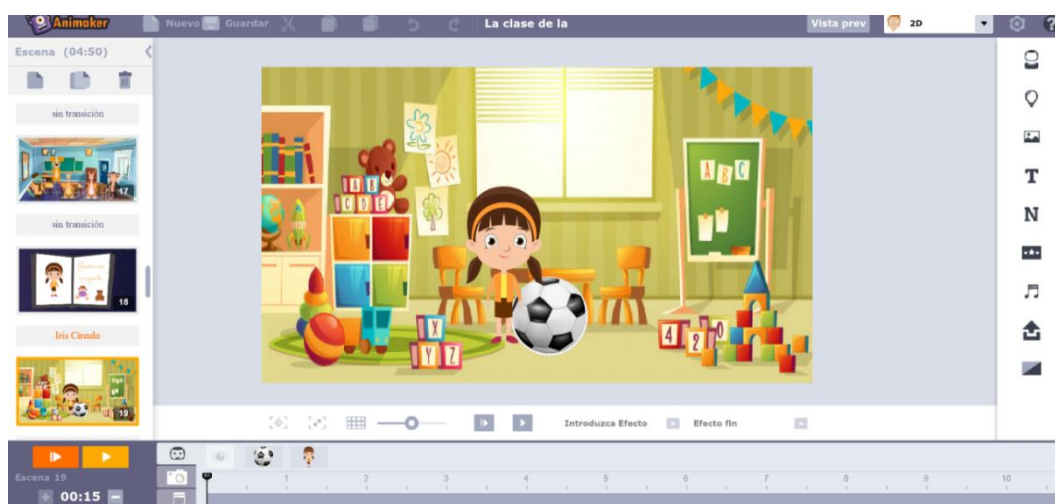 Animaker
Nuevo Guardar
La clase de la
Vista prev
2D
Escena (04:50)
sin transición
17
sin transición
18
Iris Circulo
19
A B
C D E
X
Y Z
A B C
4 2 0
T
N
Introduzca Efecto
Efecto fin
Escena 19
+ 00:15 -
1 2 3 4 5 6 7 8 9 10